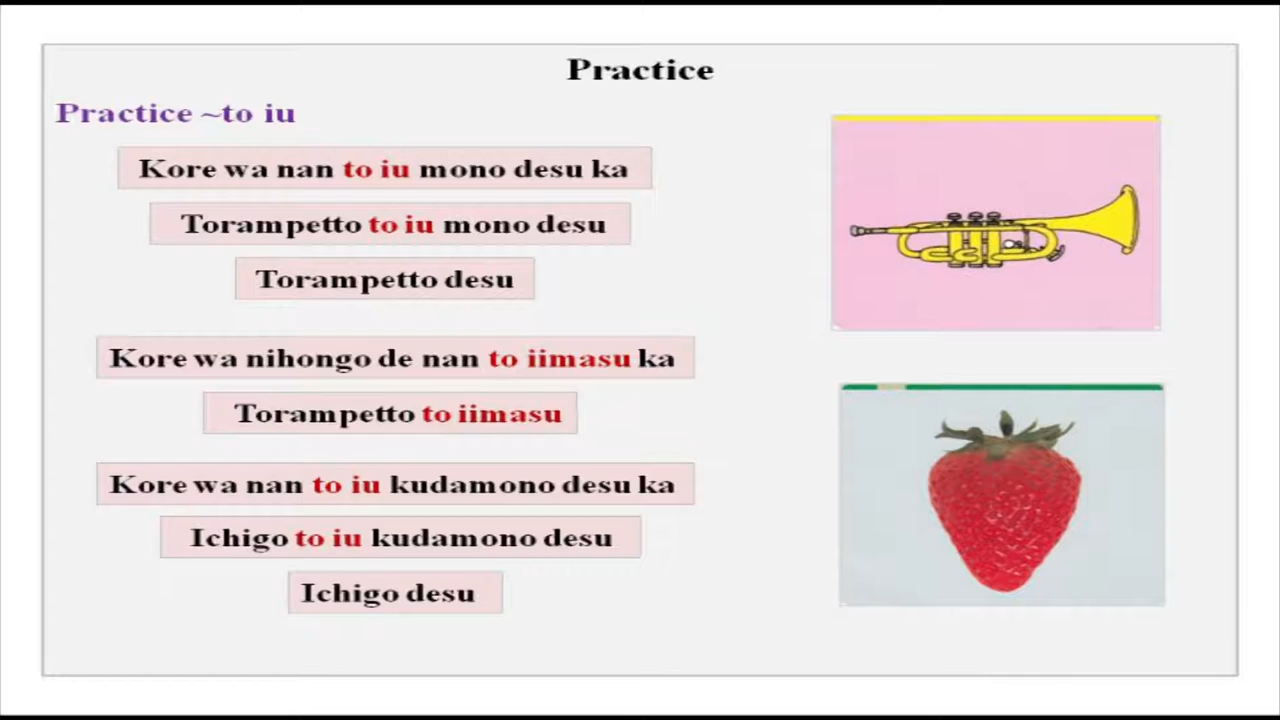 Practice
Practice ~to iu
Kore wa nan to iu mono desu ka
Torampetto to iu mono desu
Torampetto desu
Kore wa nihongo de nan to iimasu ka
Torampetto to iimasu
Kore wa nan to iu kudamono desu ka
Ichigo to iu kudamono desu
Ichigo desu